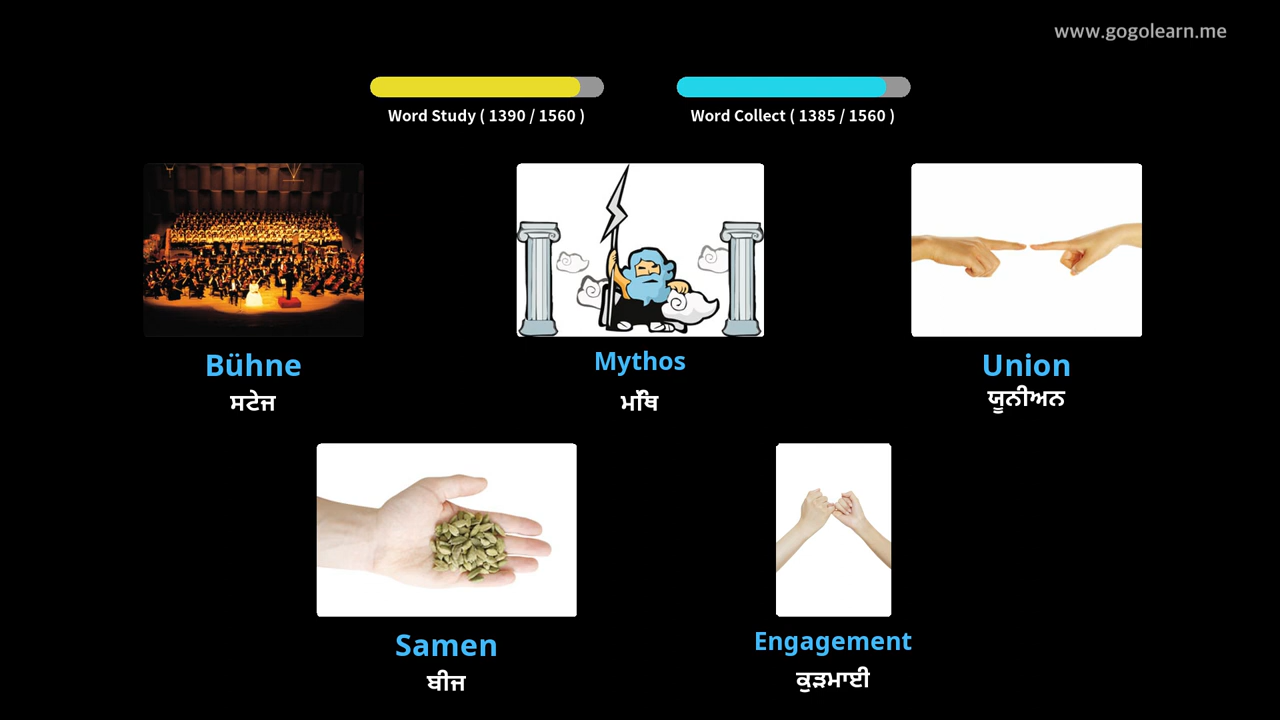 www.gogolearn.me
Word Study ( 1390 / 1560 )
Word Collect ( 1385 / 1560 )
Bühne
Mythos
Union
ਸਟੇਜ
ਮਿੱਥ
ਯੂਨੀਅਨ
Samen
Engagement
ਬੀਜ
ਕੁੜਮਾਈ